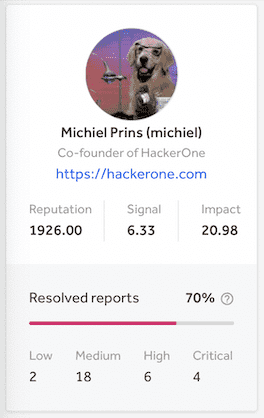 Michiel Prins (michiel)
Co-founder of HackerOne
https://hackerone.com
Reputation Signal Impact
1926.00 6.33 20.98
Resolved reports 70% ?
Low Medium High Critical
2 18 6 4